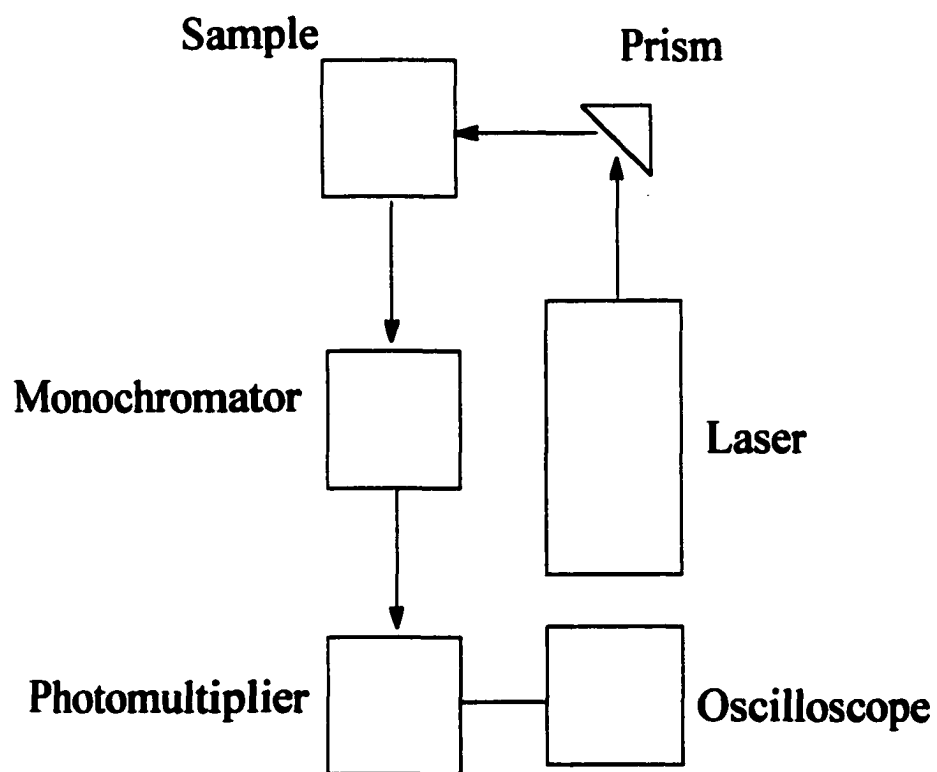 Sample
Prism
Monochromator
Laser
Photomultiplier
Oscilloscope